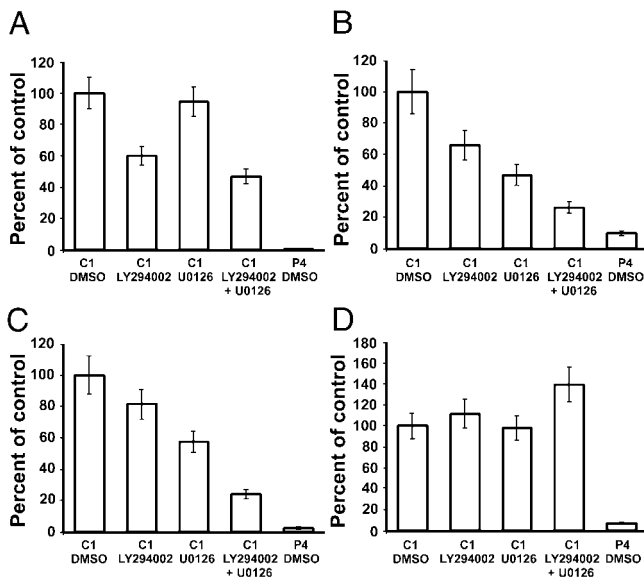 A
Percent of control
120
100
80
60
40
20
0
C1 DMSO
C1 LY294002
C1 U0126
C1 LY294002 + U0126
P4 DMSO
B
Percent of control
120
100
80
60
40
20
0
C1 DMSO
C1 LY294002
C1 U0126
C1 LY294002 + U0126
P4 DMSO
C
Percent of control
120
100
80
60
40
20
0
C1 DMSO
C1 LY294002
C1 U0126
C1 LY294002 + U0126
P4 DMSO
D
Percent of control
180
160
140
120
100
80
60
40
20
0
C1 DMSO
C1 LY294002
C1 U0126
C1 LY294002 + U0126
P4 DMSO